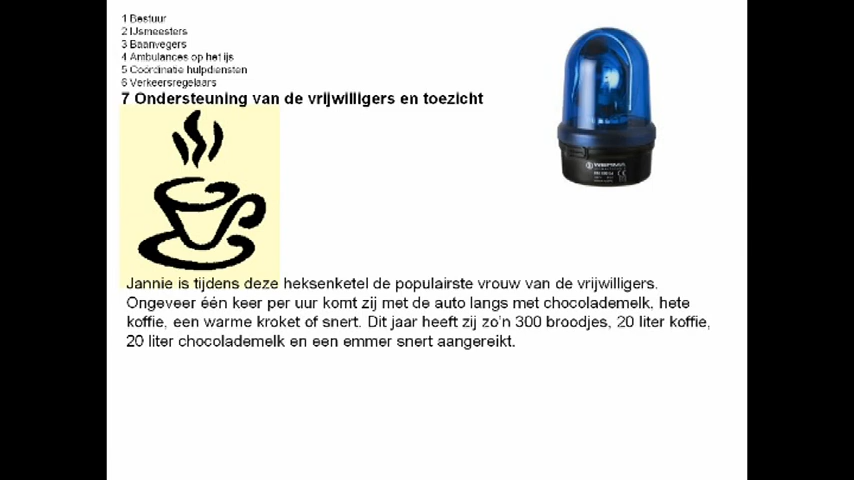 1 Bestuur
2 IJsmeesters
3 Baanvegers
4 Ambulances op het ijs
5 Coördinatie hulpdiensten
6 Verkeersregelaars
7 Ondersteuning van de vrijwilligers en toezicht
WERMA
Jannie is tijdens deze heksenketel de populairste vrouw van de vrijwilligers.
Ongeveer één keer per uur komt zij met de auto langs met chocolademelk, hete
koffie, een warme kroket of snert. Dit jaar heeft zij zo'n 300 broodjes, 20 liter koffie,
20 liter chocolademelk en een emmer snert aangereikt.